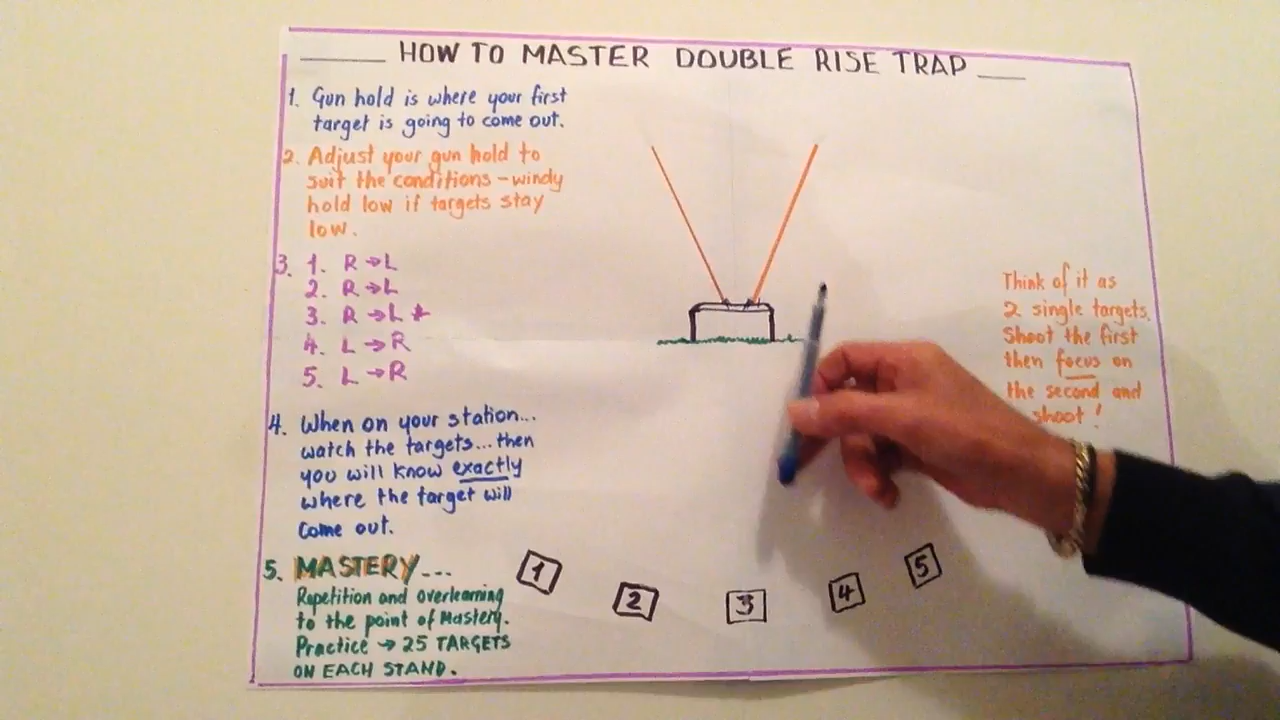 HOW TO MASTER DOUBLE RISE TRAP
1. Gun hold is where your first
target is going to come out.
2. Adjust your gun hold to
suit the conditions - windy
hold low if targets stay
low.
3. 1. R → L
2. R → L
3. R → L *
4. L → R
5. L → R
4. When on your station...
watch the targets... then
you will know exactly
where the target will
come out.
5. MASTERY...
Repetition and overlearning
to the point of Mastery.
Practice → 25 TARGETS
ON EACH STAND.
Think of it as
2 single targets.
Shoot the first
then focus on
the second and
shoot!
1
2
3
4
5